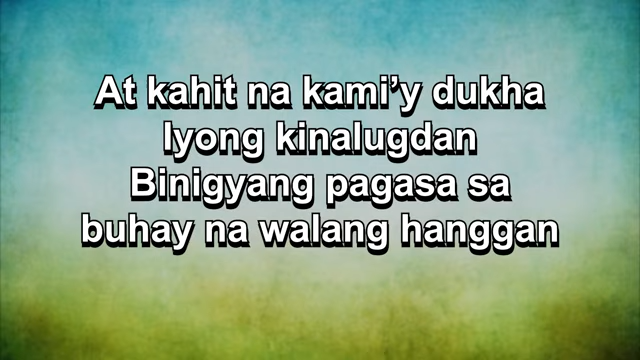 At kahit na kami’y dukha
Iyong kinalugdan
Binigyang pagasa sa
buhay na walang hanggan